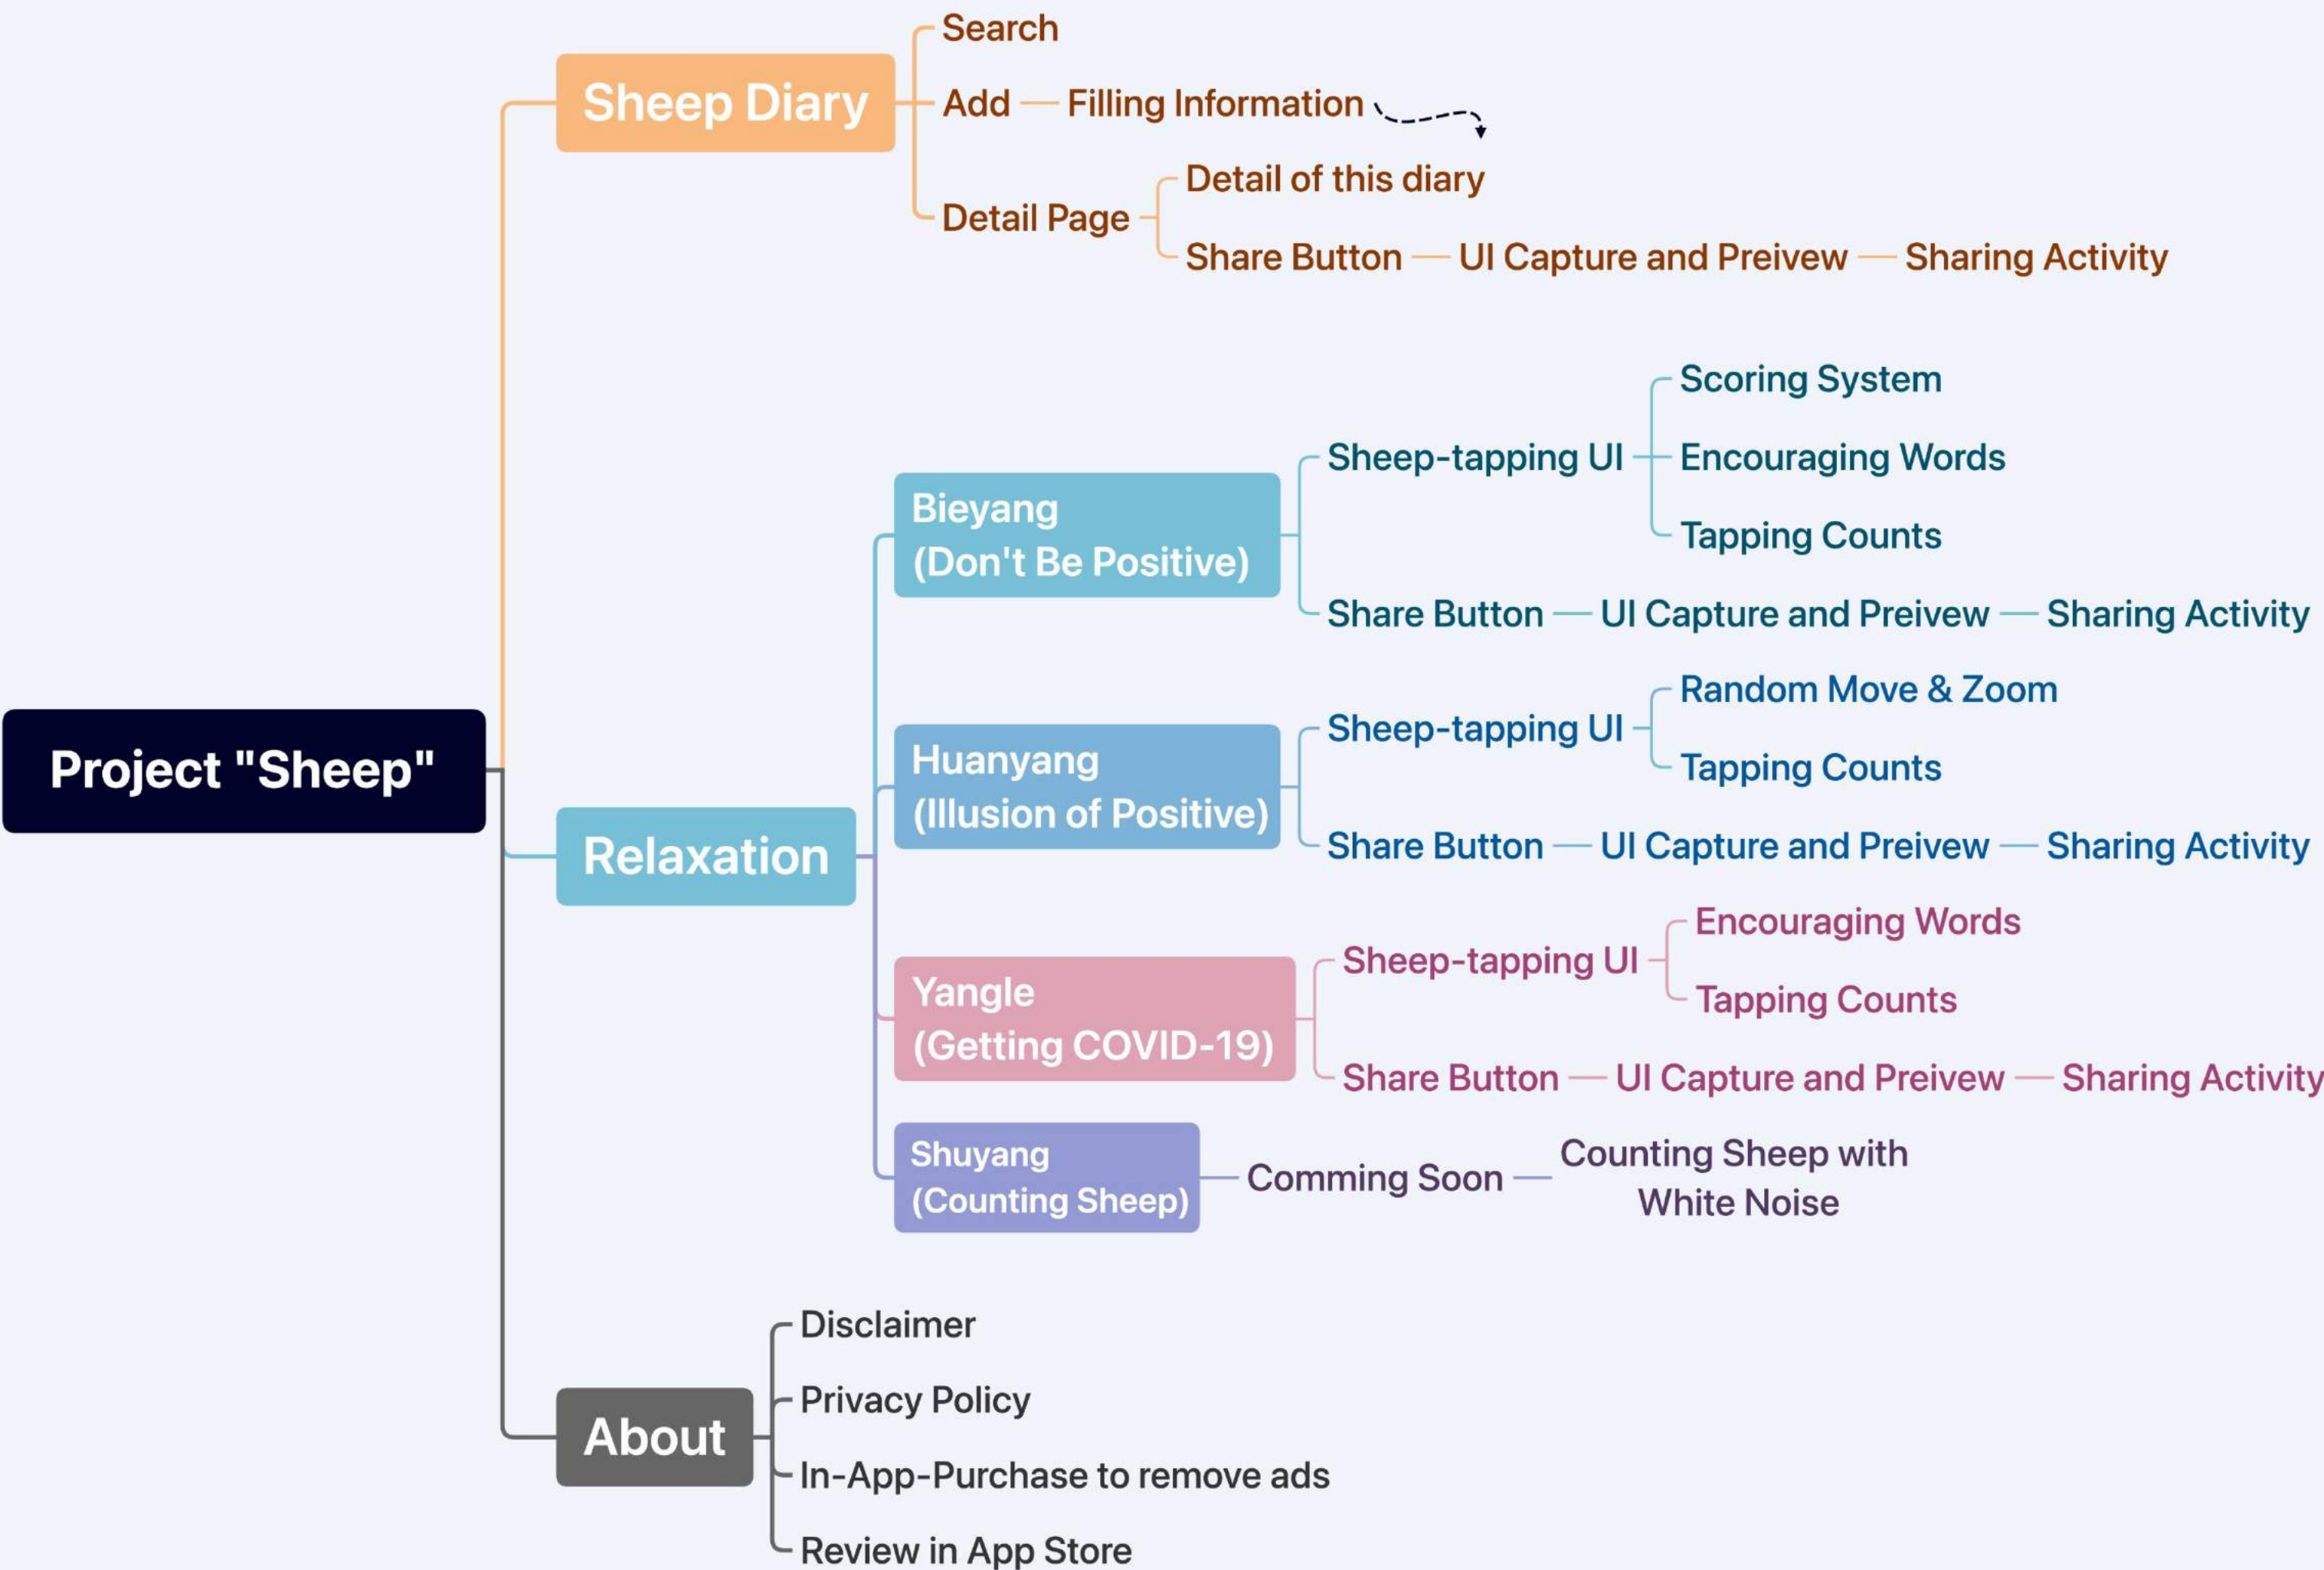 Search
Sheep Diary
Add
Filling Information
Detail of this diary
Detail Page
Share Button
UI Capture and Preivew
Sharing Activity
Scoring System
Sheep-tapping UI
Encouraging Words
Bieyang
(Don't Be Positive)
Tapping Counts
Share Button
UI Capture and Preivew
Sharing Activity
Random Move & Zoom
Sheep-tapping UI
Huanyang
(Illusion of Positive)
Tapping Counts
Share Button
UI Capture and Preivew
Sharing Activity
Project "Sheep"
Relaxation
Encouraging Words
Sheep-tapping UI
Yangle
(Getting COVID-19)
Tapping Counts
Share Button
UI Capture and Preivew
Sharing Activity
Shuyang
(Counting Sheep)
Comming Soon
Counting Sheep with
White Noise
Disclaimer
Privacy Policy
About
In-App-Purchase to remove ads
Review in App Store